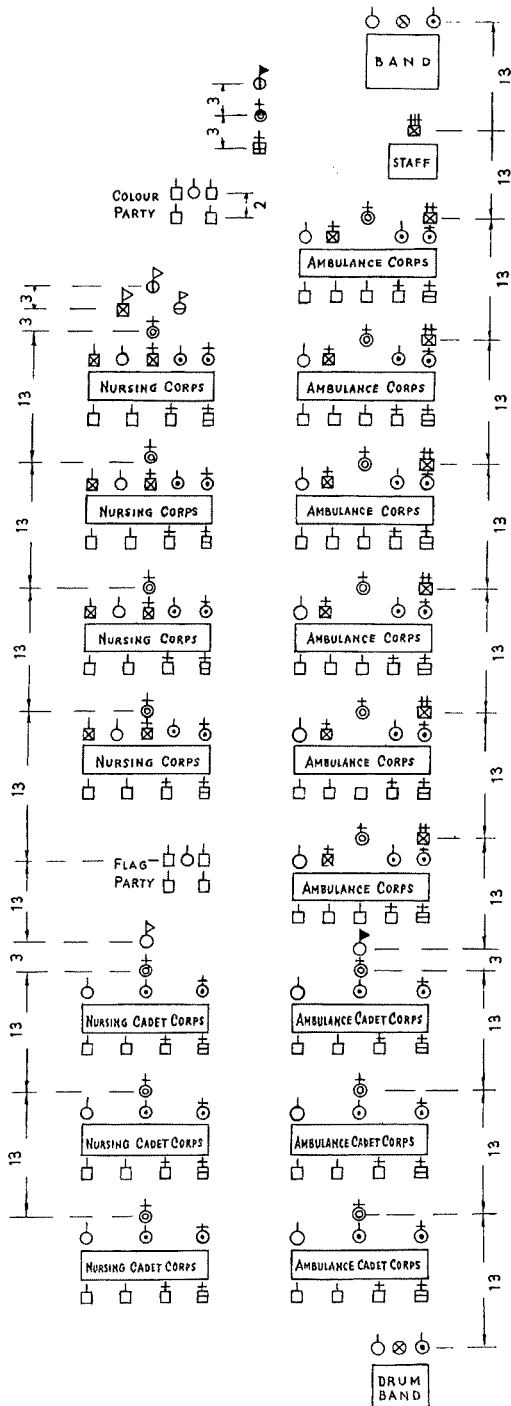 BAND
13
3
3
STAFF
13
COLOUR
PARTY
2
AMBULANCE CORPS
13
3
3
NURSING CORPS
AMBULANCE CORPS
13
13
NURSING CORPS
AMBULANCE CORPS
13
13
NURSING CORPS
AMBULANCE CORPS
13
13
NURSING CORPS
AMBULANCE CORPS
13
13
FLAG
PARTY
AMBULANCE CORPS
13
13
3
3
NURSING CADET CORPS
AMBULANCE CADET CORPS
13
13
NURSING CADET CORPS
AMBULANCE CADET CORPS
13
13
NURSING CADET CORPS
AMBULANCE CADET CORPS
13
DRUM
BAND